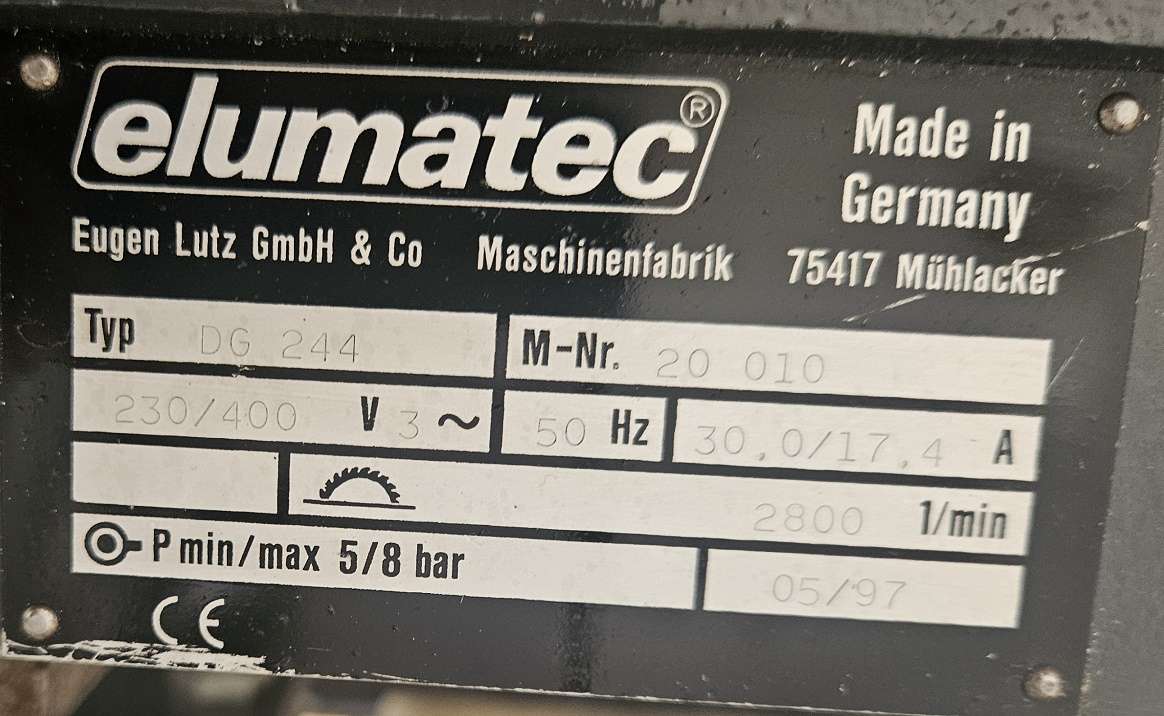 elumatec®
Made in
Germany
Eugen Lutz GmbH & Co Maschinenfabrik 75417 Mühlacker
Typ DG 244 M-Nr. 20 010
230/400 V 3 ~ 50 Hz 30,0/17,4 A
2800 1/min
P min/max 5/8 bar 05/97
CE